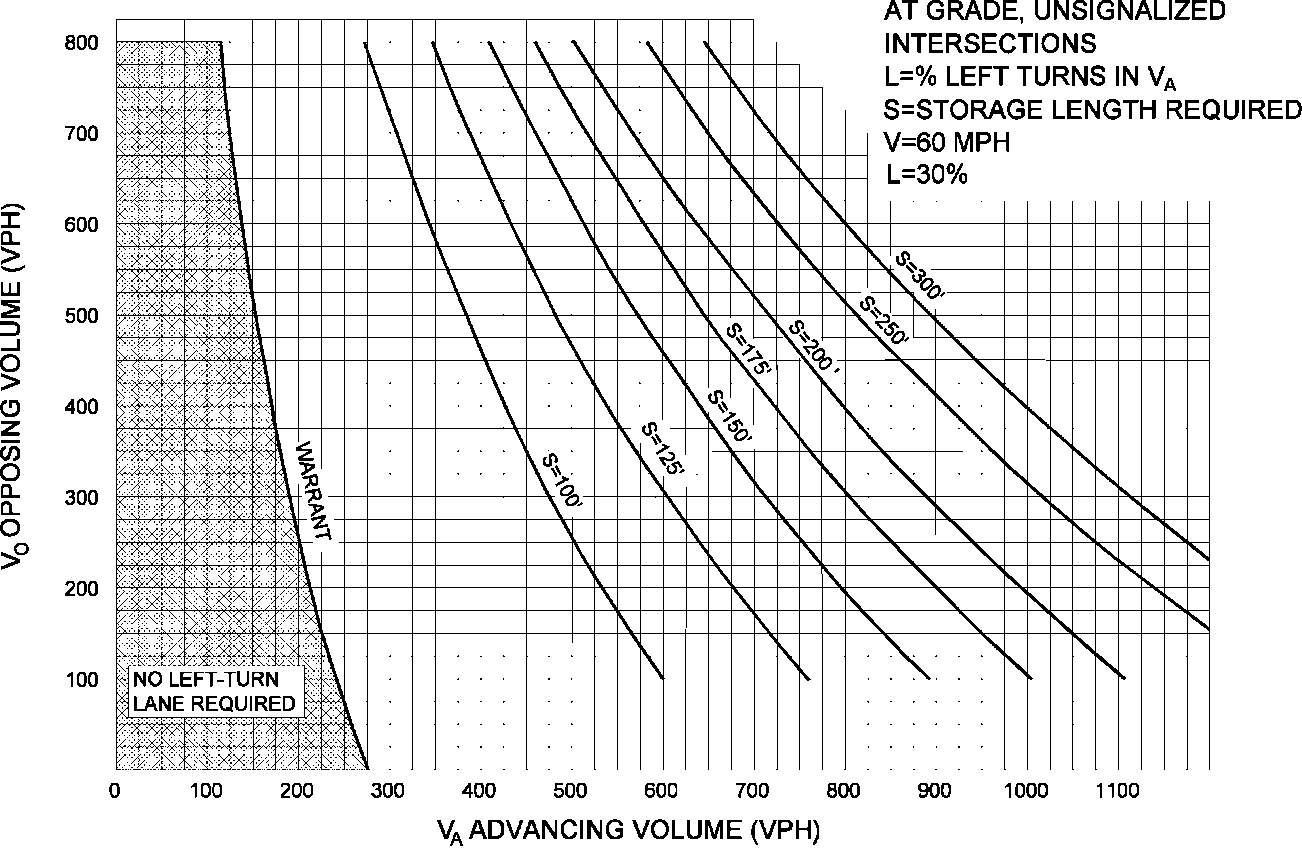 AT GRADE, UNSIGNALIZED
INTERSECTIONS
L=% LEFT TURNS IN VA
S=STORAGE LENGTH REQUIRED
V=60 MPH
L=30%
800
700
600
500
400
300
200
100
VO OPPOSING VOLUME (VPH)
S=300'
S=250'
S=200'
S=175'
S=150'
S=125'
S=100'
WARRANT
NO LEFT-TURN
LANE REQUIRED
0 100 200 300 400 500 600 700 800 900 1000 1100
VA ADVANCING VOLUME (VPH)